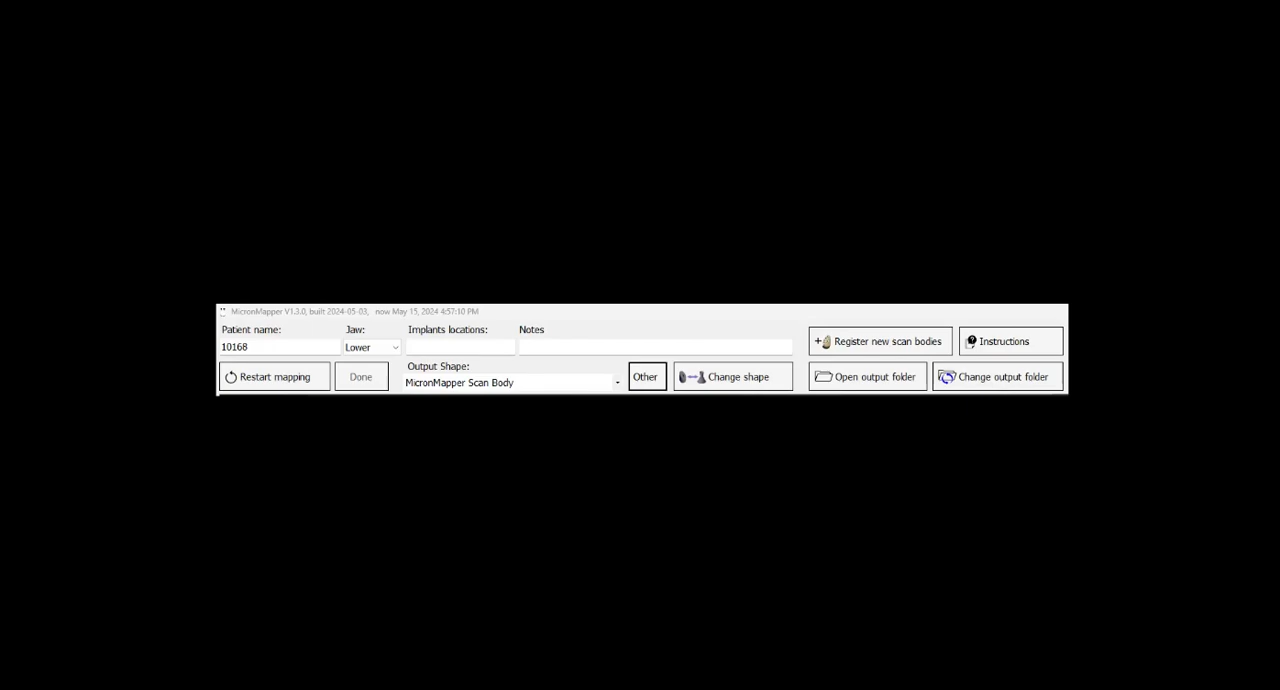 MicronMapper V1.3.0, built 2024-05-03, now May 15, 2024 4:57:10 PM
Patient name: Jaw: Implants locations: Notes
10168 Lower
Register new scan bodies Instructions
Output Shape:
Restart mapping Done MicronMapper Scan Body Other Change shape Open output folder Change output folder